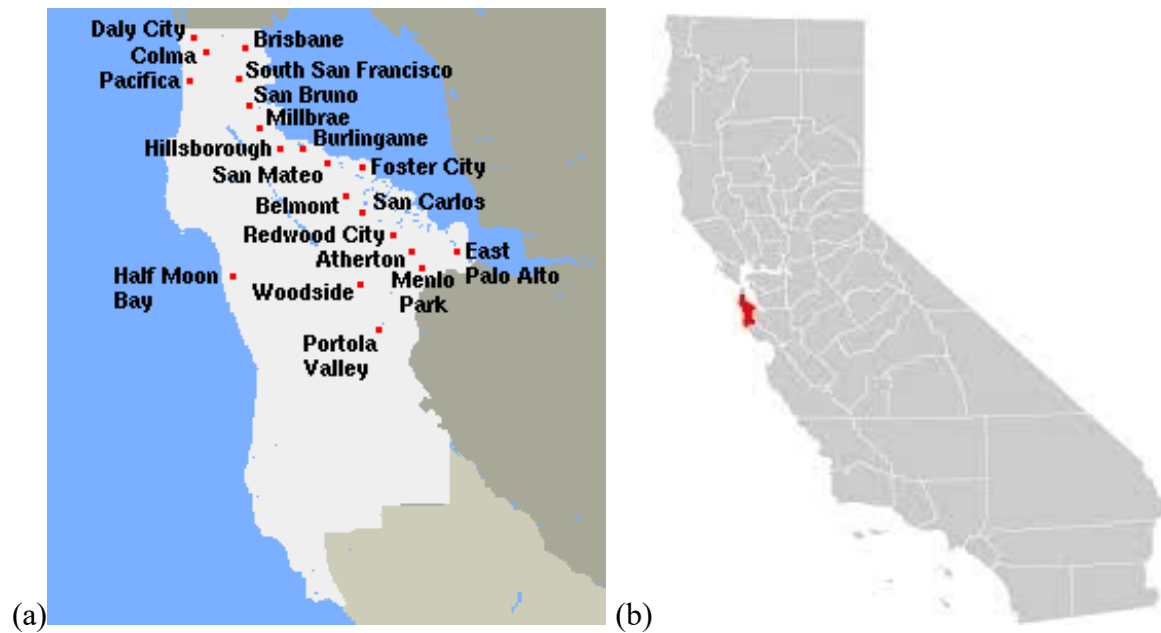 Daly City
Brisbane
Colma
Pacifica
South San Francisco
San Bruno
Millbrae
Burlingame
Hillsborough
Foster City
San Mateo
San Carlos
Belmont
Redwood City
Atherton
East
Palo Alto
Half Moon
Bay
Menlo
Park
Woodside
Portola
Valley
(a)
(b)